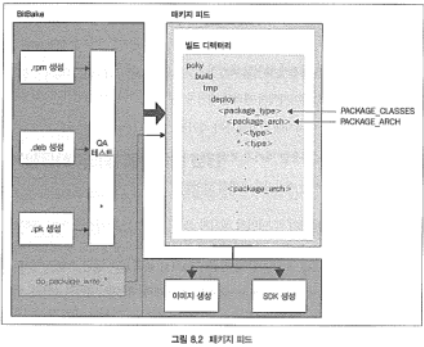 BitBake
.rpm 생성
.deb 생성
.ipk 생성
QA
테스트
do_package_write_*
패키지 피드
빌드 디렉터리
poky
build
tmp
deploy
<package_type>
<package_arch>
*.<type>
*.<type>
.
.
<package_arch>
.
.
PACKAGE_CLASSES
PACKAGE_ARCH
이미지 생성
SDK 생성
그림 8.2 패키지 피드